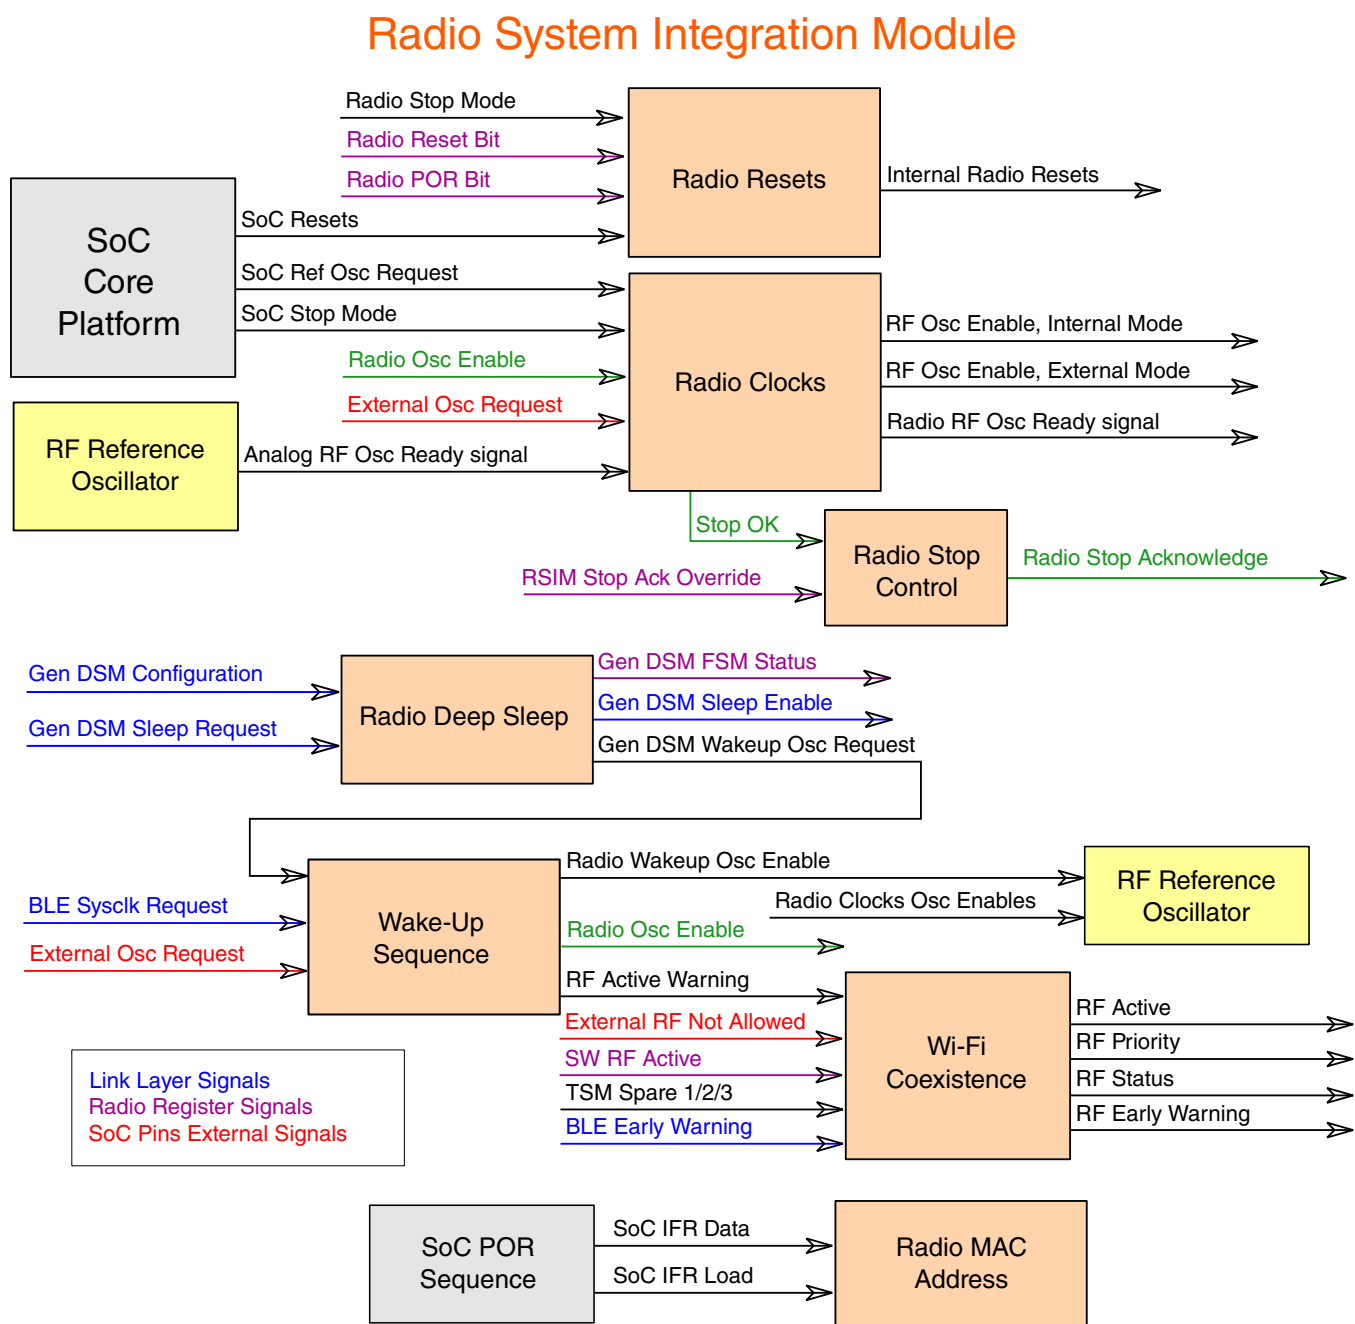 Radio System Integration Module
Radio Stop Mode
Radio Reset Bit
Radio POR Bit
SoC Resets
Radio Resets
Internal Radio Resets
SoC
Core
Platform
SoC Ref Osc Request
SoC Stop Mode
Radio Osc Enable
External Osc Request
Analog RF Osc Ready signal
Radio Clocks
RF Osc Enable, Internal Mode
RF Osc Enable, External Mode
Radio RF Osc Ready signal
RF Reference
Oscillator
Stop OK
RSIM Stop Ack Override
Radio Stop
Control
Radio Stop Acknowledge
Gen DSM Configuration
Gen DSM Sleep Request
Radio Deep Sleep
Gen DSM FSM Status
Gen DSM Sleep Enable
Gen DSM Wakeup Osc Request
BLE Sysclk Request
External Osc Request
Wake-Up
Sequence
Radio Wakeup Osc Enable
Radio Clocks Osc Enables
RF Reference
Oscillator
Radio Osc Enable
RF Active Warning
External RF Not Allowed
SW RF Active
TSM Spare 1/2/3
BLE Early Warning
Wi-Fi
Coexistence
RF Active
RF Priority
RF Status
RF Early Warning
Link Layer Signals
Radio Register Signals
SoC Pins External Signals
SoC POR
Sequence
SoC IFR Data
SoC IFR Load
Radio MAC
Address